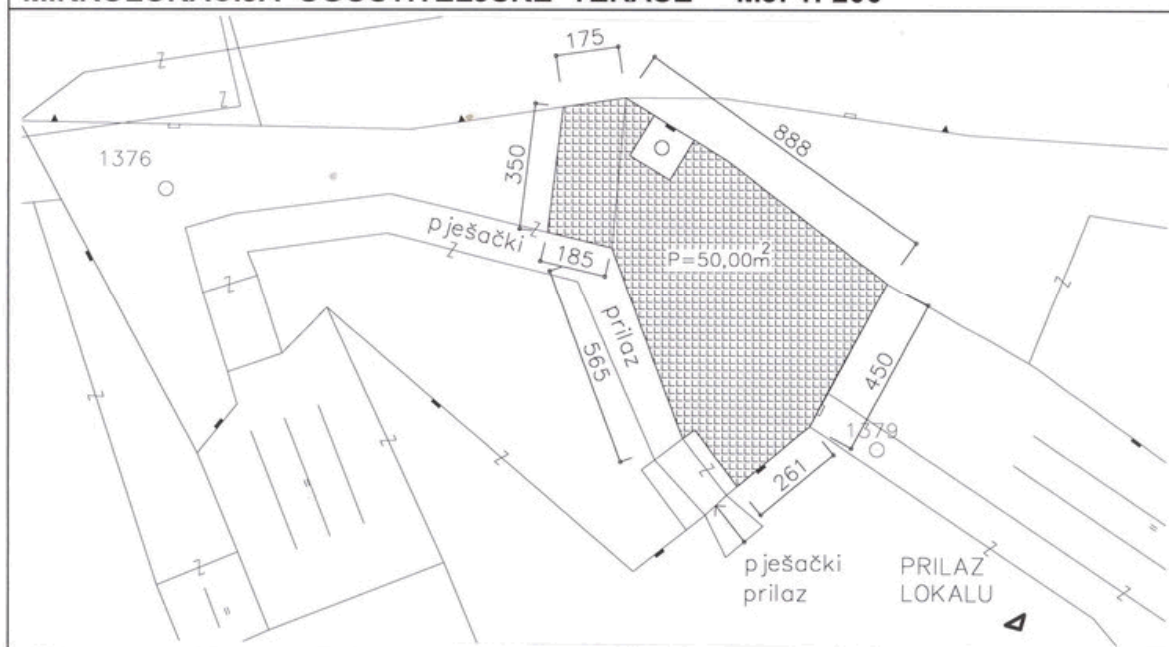 175
888
1376
350
pješački
185
P=50,00m²
prilaz
565
450
1379
261
pješački
prilaz
PRILAZ
LOKALU